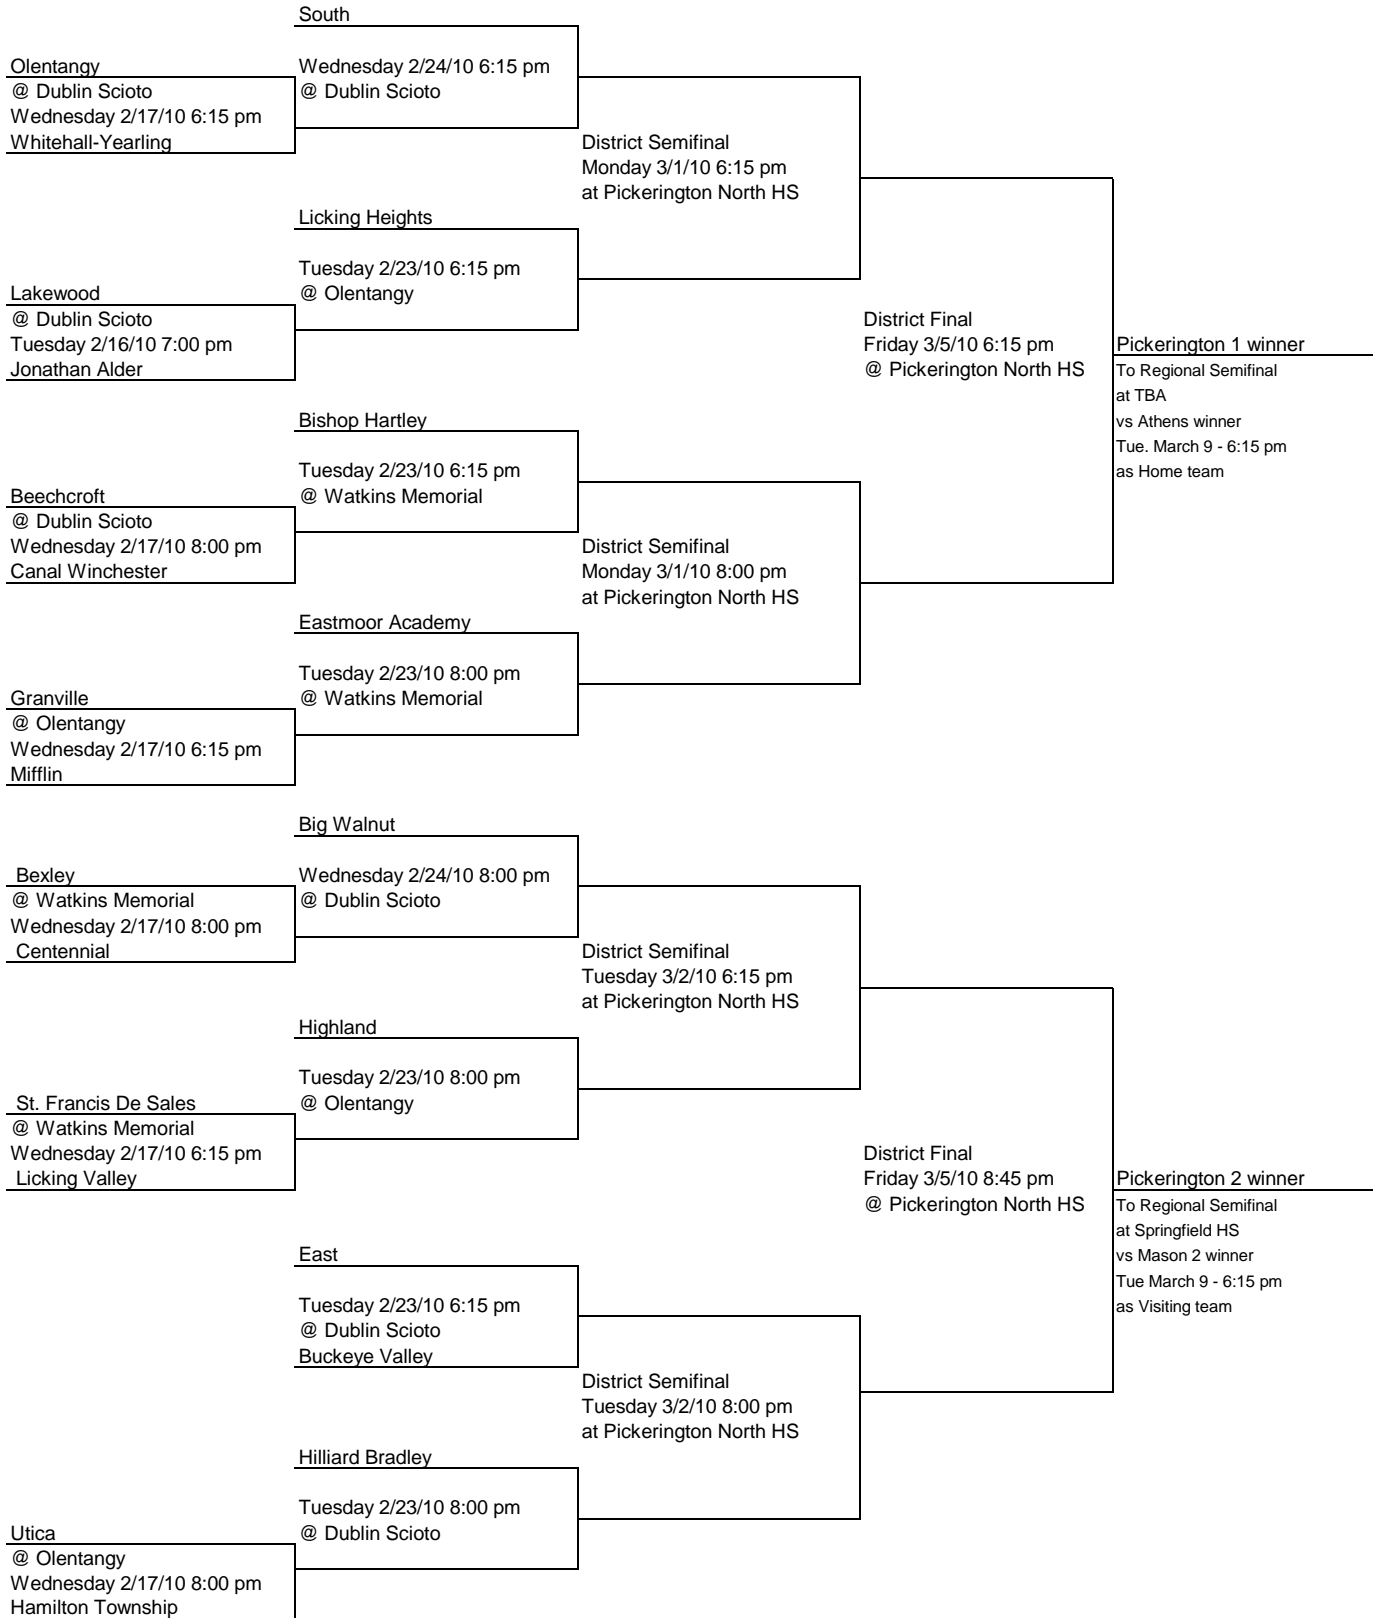 South
Olentangy
@ Dublin Scioto
Wednesday 2/17/10 6:15 pm
Whitehall-Yearling
Wednesday 2/24/10 6:15 pm
@ Dublin Scioto
District Semifinal
Monday 3/1/10 6:15 pm
at Pickerington North HS
Licking Heights
Tuesday 2/23/10 6:15 pm
@ Olentangy
Lakewood
@ Dublin Scioto
Tuesday 2/16/10 7:00 pm
Jonathan Alder
District Final
Friday 3/5/10 6:15 pm
@ Pickerington North HS
Pickerington 1 winner
To Regional Semifinal
at TBA
vs Athens winner
Tue. March 9 - 6:15 pm
as Home team
Bishop Hartley
Tuesday 2/23/10 6:15 pm
@ Watkins Memorial
Beechcroft
@ Dublin Scioto
Wednesday 2/17/10 8:00 pm
Canal Winchester
District Semifinal
Monday 3/1/10 8:00 pm
at Pickerington North HS
Eastmoor Academy
Tuesday 2/23/10 8:00 pm
@ Watkins Memorial
Granville
@ Olentangy
Wednesday 2/17/10 6:15 pm
Mifflin
Big Walnut
Wednesday 2/24/10 8:00 pm
@ Dublin Scioto
Bexley
@ Watkins Memorial
Wednesday 2/17/10 8:00 pm
Centennial
District Semifinal
Tuesday 3/2/10 6:15 pm
at Pickerington North HS
Highland
Tuesday 2/23/10 8:00 pm
@ Olentangy
St. Francis De Sales
@ Watkins Memorial
Wednesday 2/17/10 6:15 pm
Licking Valley
District Final
Friday 3/5/10 8:45 pm
@ Pickerington North HS
Pickerington 2 winner
To Regional Semifinal
at Springfield HS
vs Mason 2 winner
Tue March 9 - 6:15 pm
as Visiting team
East
Tuesday 2/23/10 6:15 pm
@ Dublin Scioto
Buckeye Valley
District Semifinal
Tuesday 3/2/10 8:00 pm
at Pickerington North HS
Hilliard Bradley
Tuesday 2/23/10 8:00 pm
@ Dublin Scioto
Utica
@ Olentangy
Wednesday 2/17/10 8:00 pm
Hamilton Township